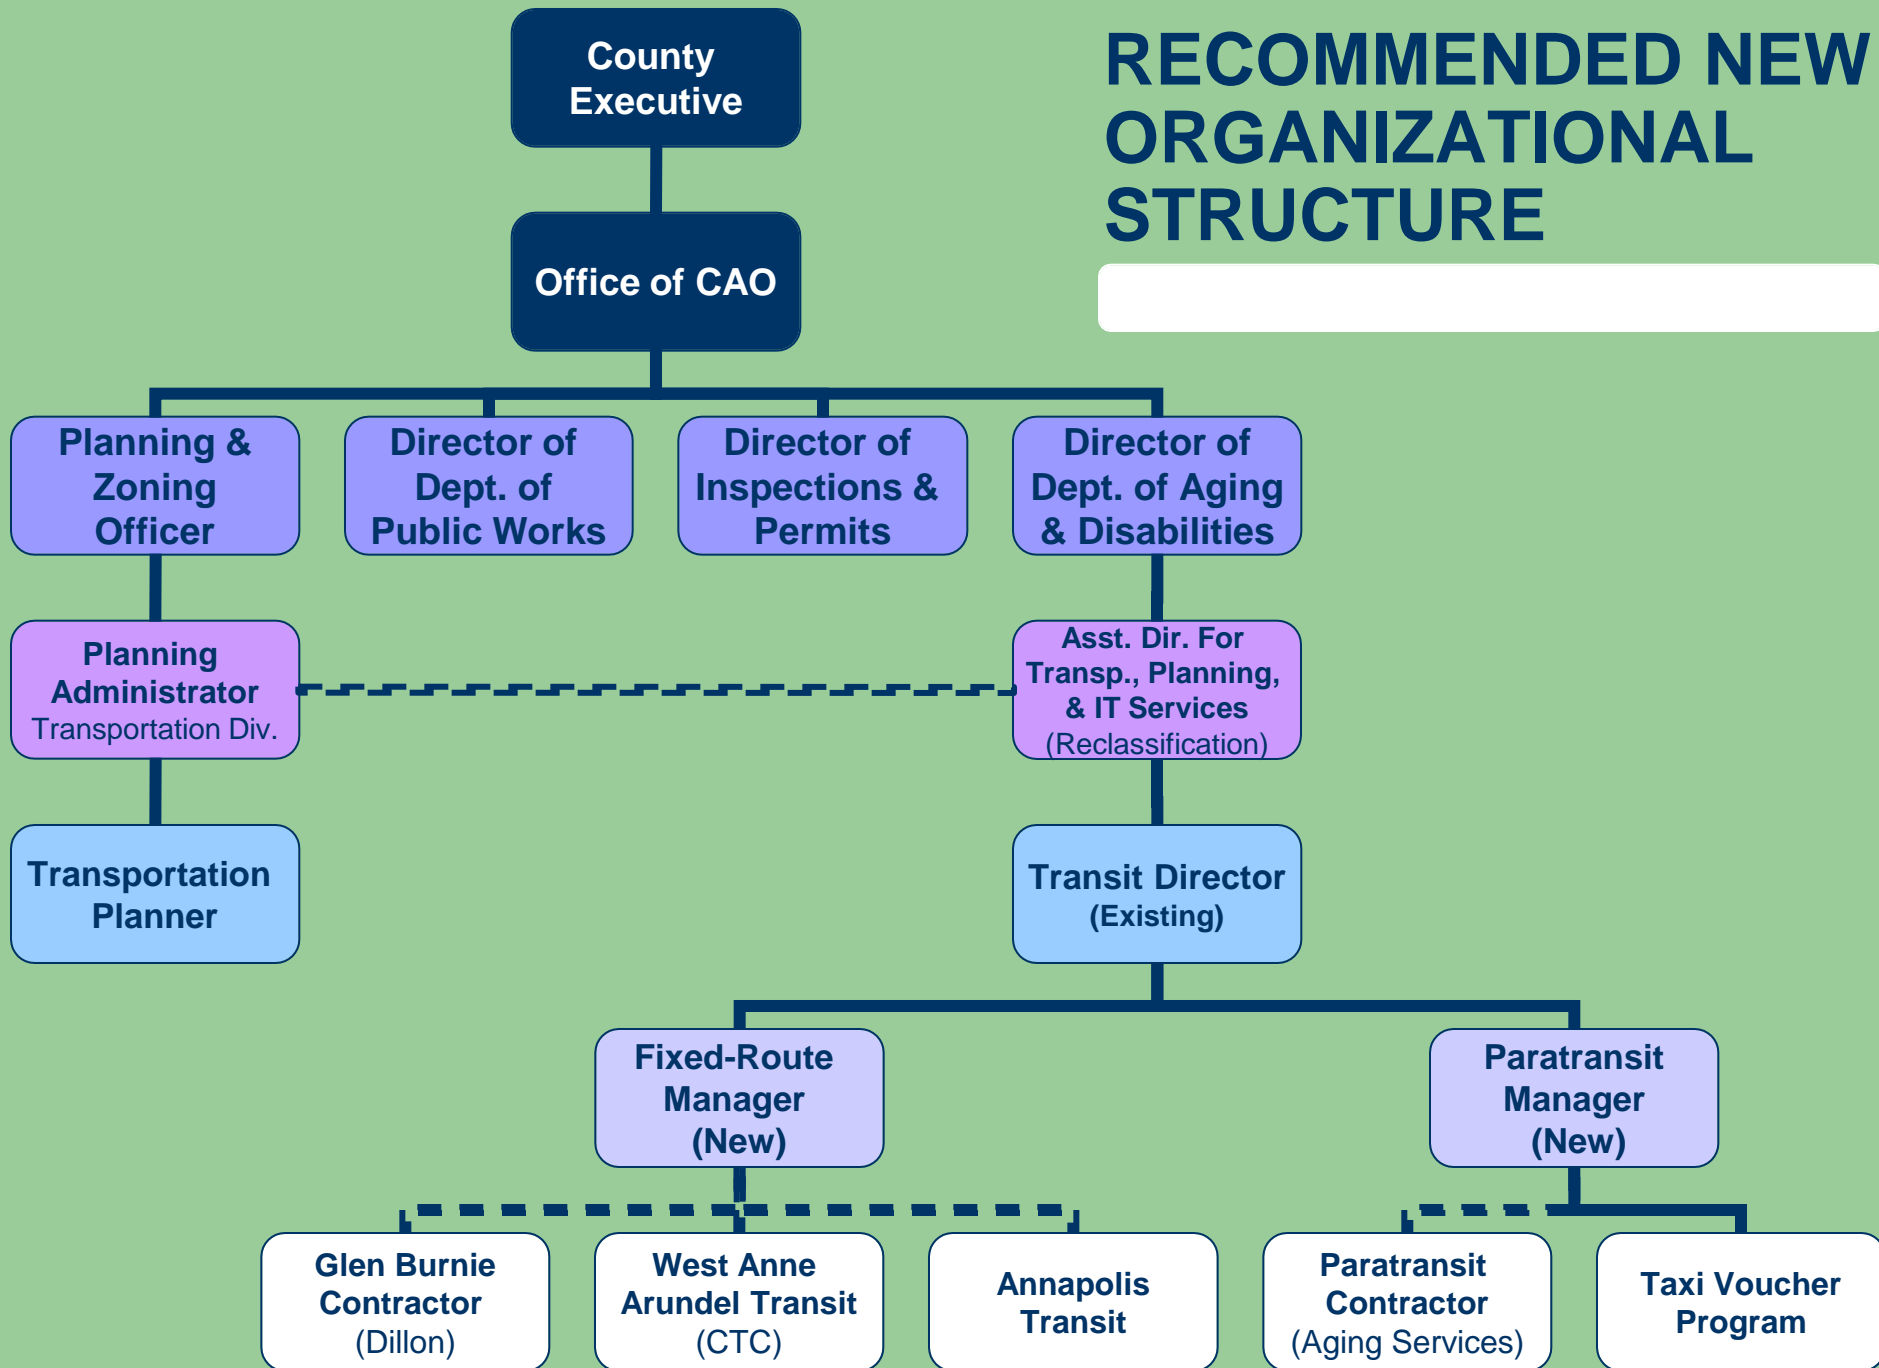 RECOMMENDED NEW
ORGANIZATIONAL
STRUCTURE
County
Executive
Office of CAO
Planning &
Zoning
Officer
Director of
Dept. of
Public Works
Director of
Inspections &
Permits
Director of
Dept. of Aging
& Disabilities
Planning
Administrator
Transportation Div.
Asst. Dir. For
Transp., Planning,
& IT Services
(Reclassification)
Transportation
Planner
Transit Director
(Existing)
Fixed-Route
Manager
(New)
Paratransit
Manager
(New)
Glen Burnie
Contractor
(Dillon)
West Anne
Arundel Transit
(CTC)
Annapolis
Transit
Paratransit
Contractor
(Aging Services)
Taxi Voucher
Program